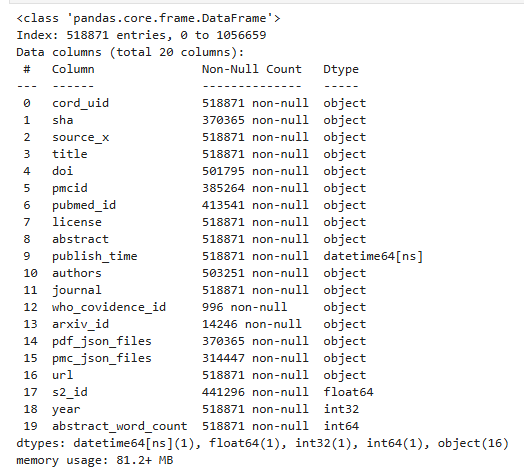 <class 'pandas.core.frame.DataFrame'>
Index: 518871 entries, 0 to 1056659
Data columns (total 20 columns):
 #   Column               Non-Null Count   Dtype
---  ------               --------------   -----
 0   cord_uid             518871 non-null  object
 1   sha                  370365 non-null  object
 2   source_x             518871 non-null  object
 3   title                518871 non-null  object
 4   doi                  501795 non-null  object
 5   pmcid                385264 non-null  object
 6   pubmed_id            413541 non-null  object
 7   license              518871 non-null  object
 8   abstract             518871 non-null  object
 9   publish_time         518871 non-null  datetime64[ns]
 10  authors              503251 non-null  object
 11  journal              518871 non-null  object
 12  who_covidence_id     996 non-null     object
 13  arxiv_id             14246 non-null   object
 14  pdf_json_files       370365 non-null  object
 15  pmc_json_files       314447 non-null  object
 16  url                  518871 non-null  object
 17  s2_id                441296 non-null  float64
 18  year                 518871 non-null  int32
 19  abstract_word_count  518871 non-null  int64
dtypes: datetime64[ns](1), float64(1), int32(1), int64(1), object(16)
memory usage: 81.2+ MB